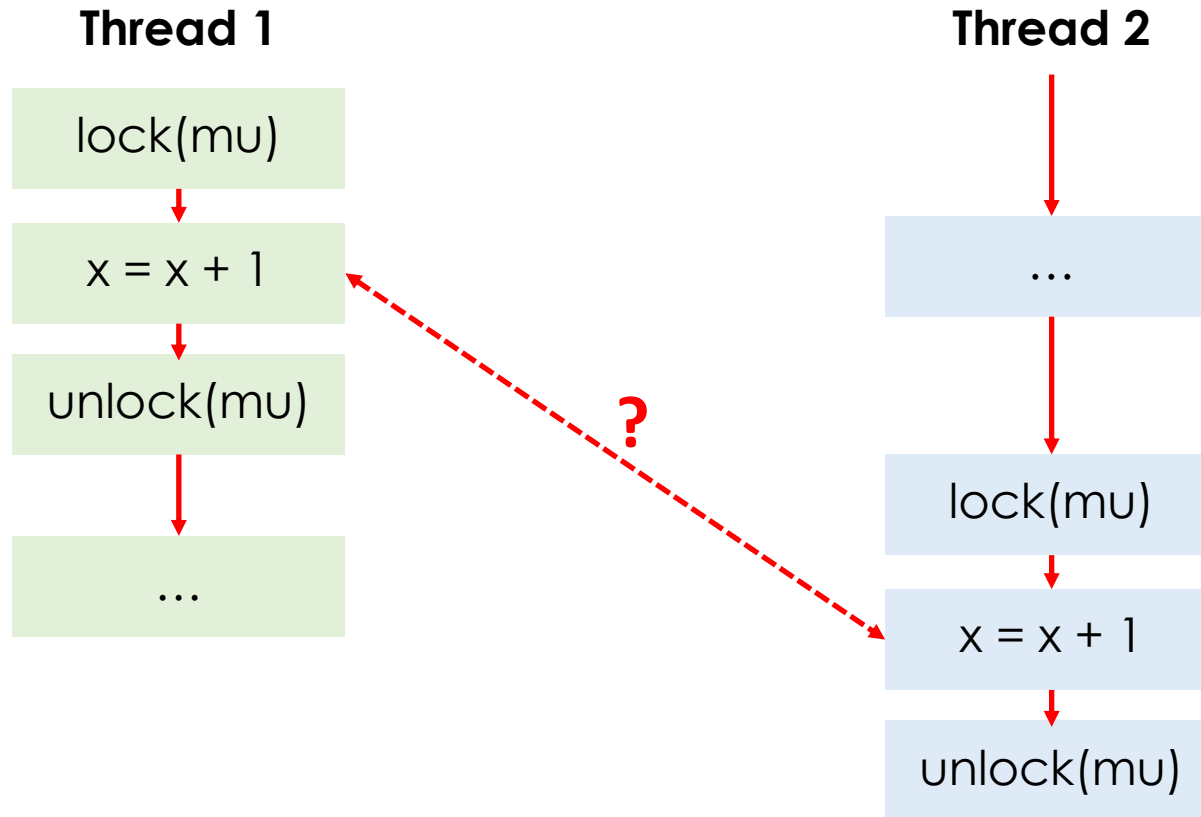 Thread 1
lock(mu)
x = x + 1
unlock(mu)
...
?
Thread 2
...
lock(mu)
x = x + 1
unlock(mu)